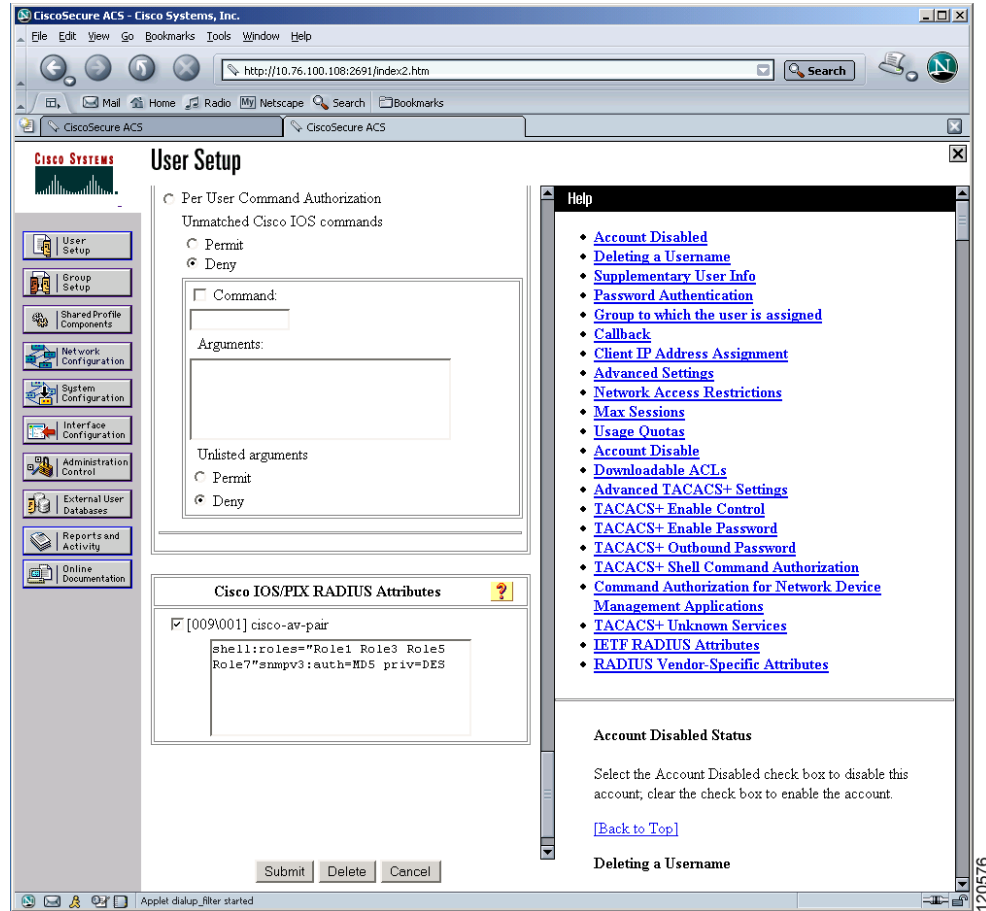 CiscoSecure ACS - Cisco Systems, Inc.
File Edit View Go Bookmarks Tools Window Help
http://10.76.100.108:2691/index2.htm
Search
N
Mail Home Radio My Netscape Search Bookmarks
CiscoSecure ACS
CiscoSecure ACS
CISCO SYSTEMS
User Setup
User Setup
Group Setup
Shared Profile Components
Network Configuration
System Configuration
Interface Configuration
Administration Control
External User Databases
Reports and Activity
Online Documentation
Per User Command Authorization
Unmatched Cisco IOS commands
Permit
Deny
Command:
Arguments:
Unlisted arguments
Permit
Deny
Cisco IOS/PIX RADIUS Attributes
?
[009\001] cisco-av-pair
shell:roles="Role1 Role3 Role5
Role7"snmpv3:auth=MD5 priv=DES
Submit Delete Cancel
Help
Account Disabled
Deleting a Username
Supplementary User Info
Password Authentication
Group to which the user is assigned
Callback
Client IP Address Assignment
Advanced Settings
Network Access Restrictions
Max Sessions
Usage Quotas
Account Disable
Downloadable ACLs
Advanced TACACS+ Settings
TACACS+ Enable Control
TACACS+ Enable Password
TACACS+ Outbound Password
TACACS+ Shell Command Authorization
Command Authorization for Network Device
Management Applications
TACACS+ Unknown Services
IETF RADIUS Attributes
RADIUS Vendor-Specific Attributes
Account Disabled Status
Select the Account Disabled check box to disable this
account; clear the check box to enable the account.
[Back to Top]
Deleting a Username
Applet dialup_filter started
120576